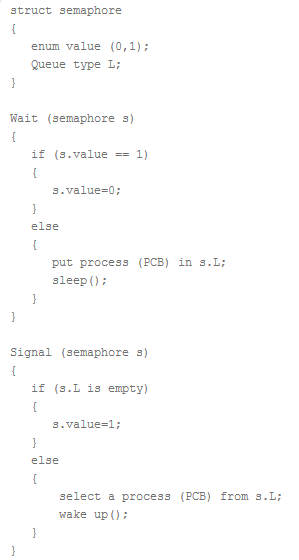 struct semaphore
{
enum value (0,1);
Queue type L;
}
Wait (semaphore s)
{
if (s.value == 1)
{
s.value=0;
}
else
{
put process (PCB) in s.L;
sleep();
}
}
Signal (semaphore s)
{
if (s.L is empty)
{
s.value=1;
}
else
{
select a process (PCB) from s.L;
wake up();
}
}